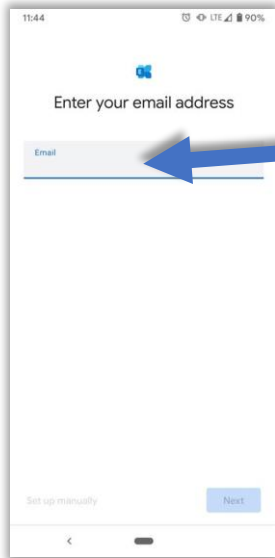 11:44
LTE 90%
Enter your email address
Email
Set up manually
Next